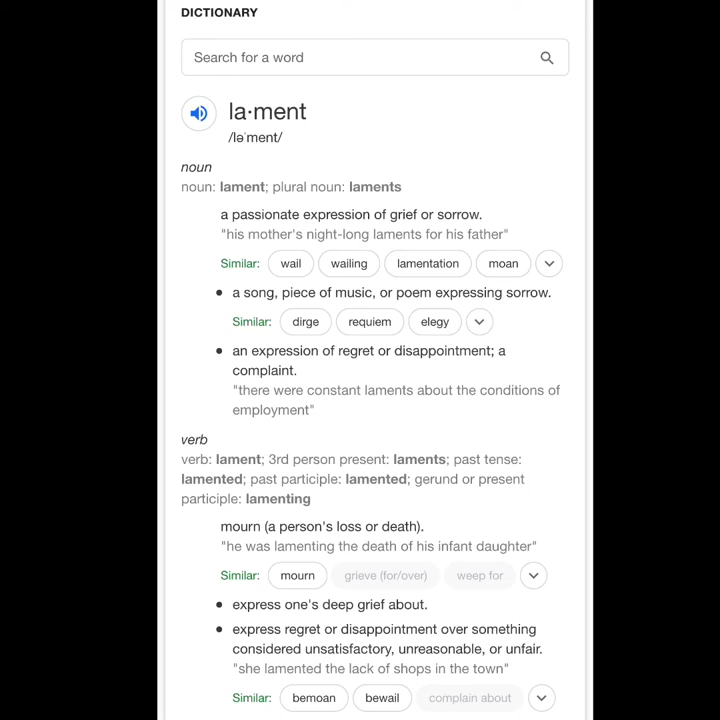 DICTIONARY
Search for a word
la·ment
/ləˈment/
noun
noun: lament; plural noun: laments
a passionate expression of grief or sorrow.
"his mother's night-long laments for his father"
Similar: wail wailing lamentation moan
• a song, piece of music, or poem expressing sorrow.
Similar: dirge requiem elegy
• an expression of regret or disappointment; a
complaint.
"there were constant laments about the conditions of
employment"
verb
verb: lament; 3rd person present: laments; past tense:
lamented; past participle: lamented; gerund or present
participle: lamenting
mourn (a person's loss or death).
"he was lamenting the death of his infant daughter"
Similar: mourn grieve (for/over) weep for
• express one's deep grief about.
• express regret or disappointment over something
considered unsatisfactory, unreasonable, or unfair.
"she lamented the lack of shops in the town"
Similar: bemoan bewail complain about